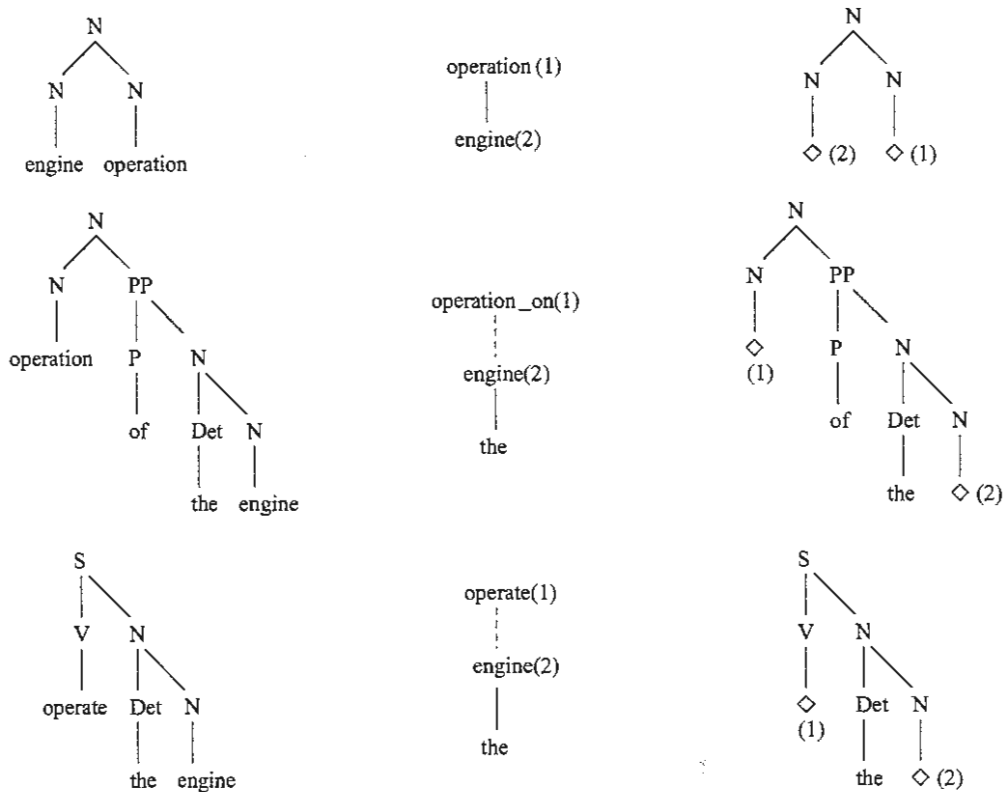 N
N N
engine operation
operation (1)
engine(2)
N
N N
◇ (2) ◇ (1)
N
N PP
operation P N
of Det N
the engine
operation_on(1)
engine(2)
the
N
N PP
◇ P N
(1)
of Det N
the ◇ (2)
S
V N
operate Det N
the engine
operate(1)
engine(2)
the
S
V N
◇ Det N
(1)
the ◇ (2)